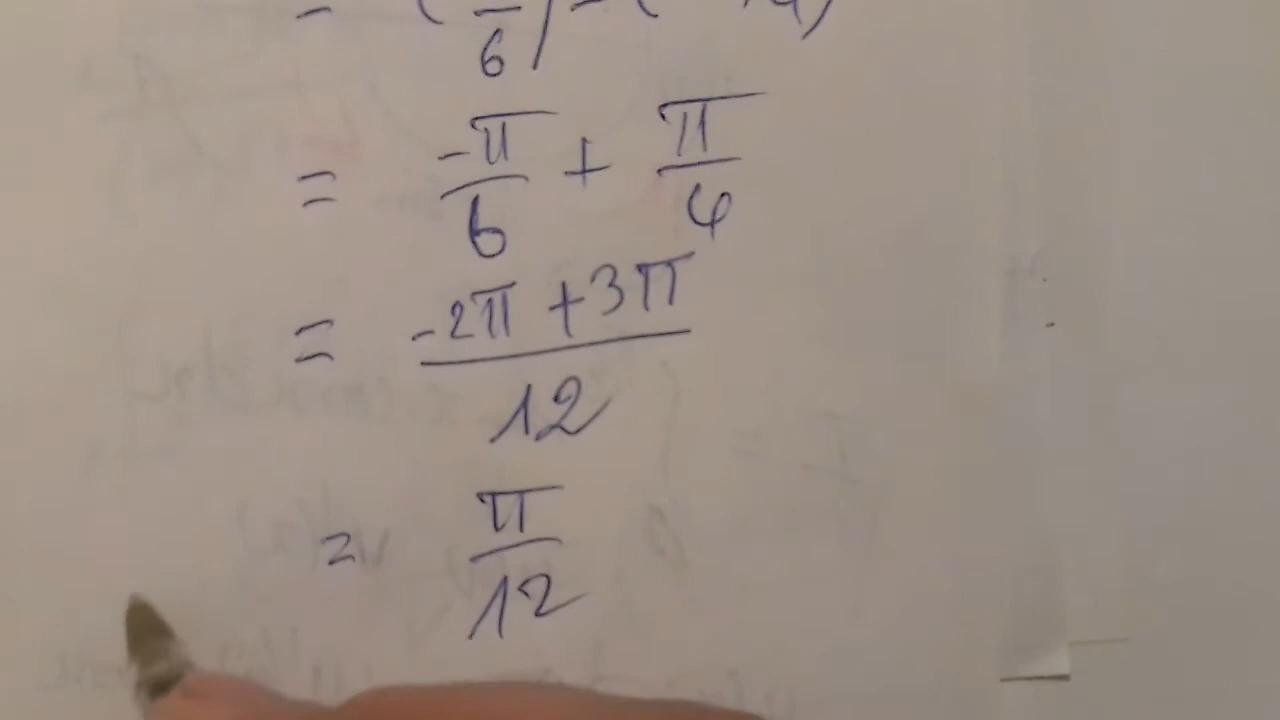 = -π/6 + π/4
= (-2π + 3π)/12
= π/12